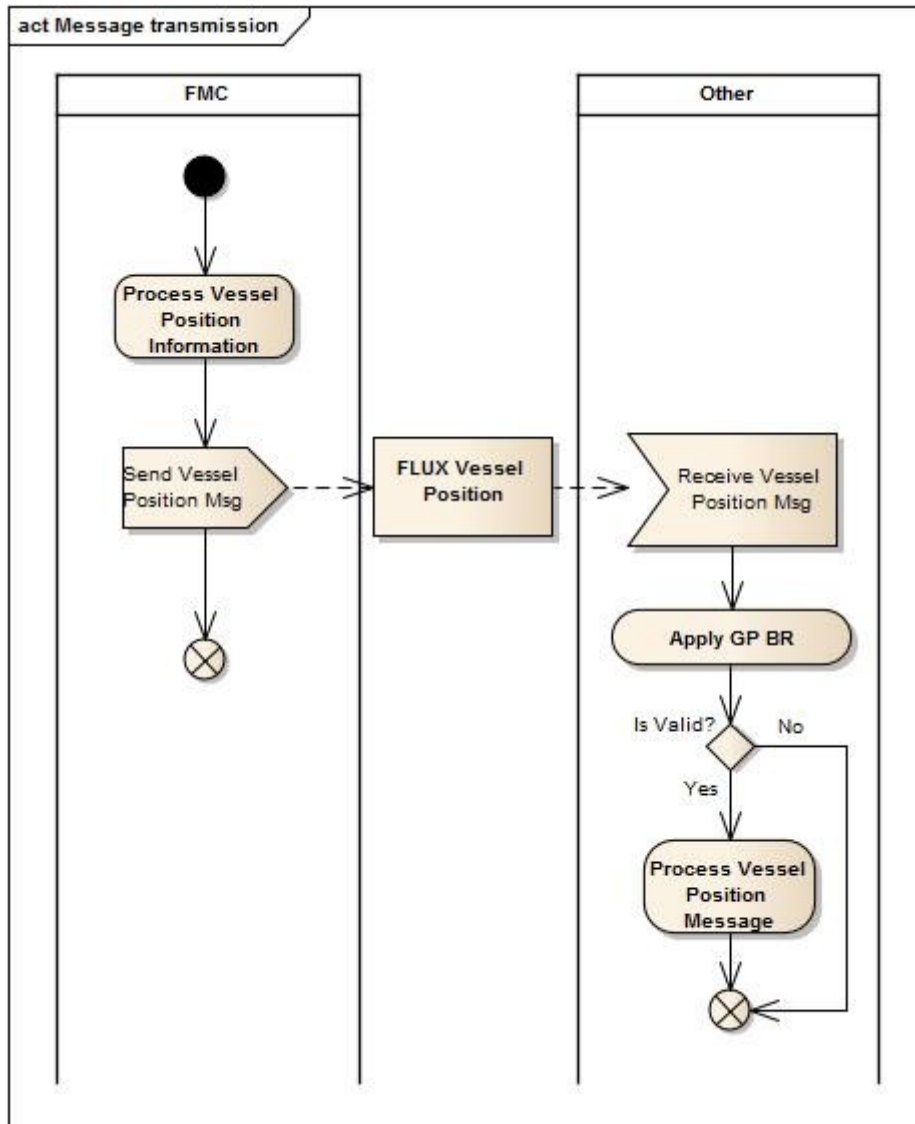 act Message transmission
FMC
Other
Process Vessel
Position
Information
Send Vessel
Position Msg
FLUX Vessel
Position
Receive Vessel
Position Msg
Apply GP BR
Is Valid?
No
Yes
Process Vessel
Position
Message